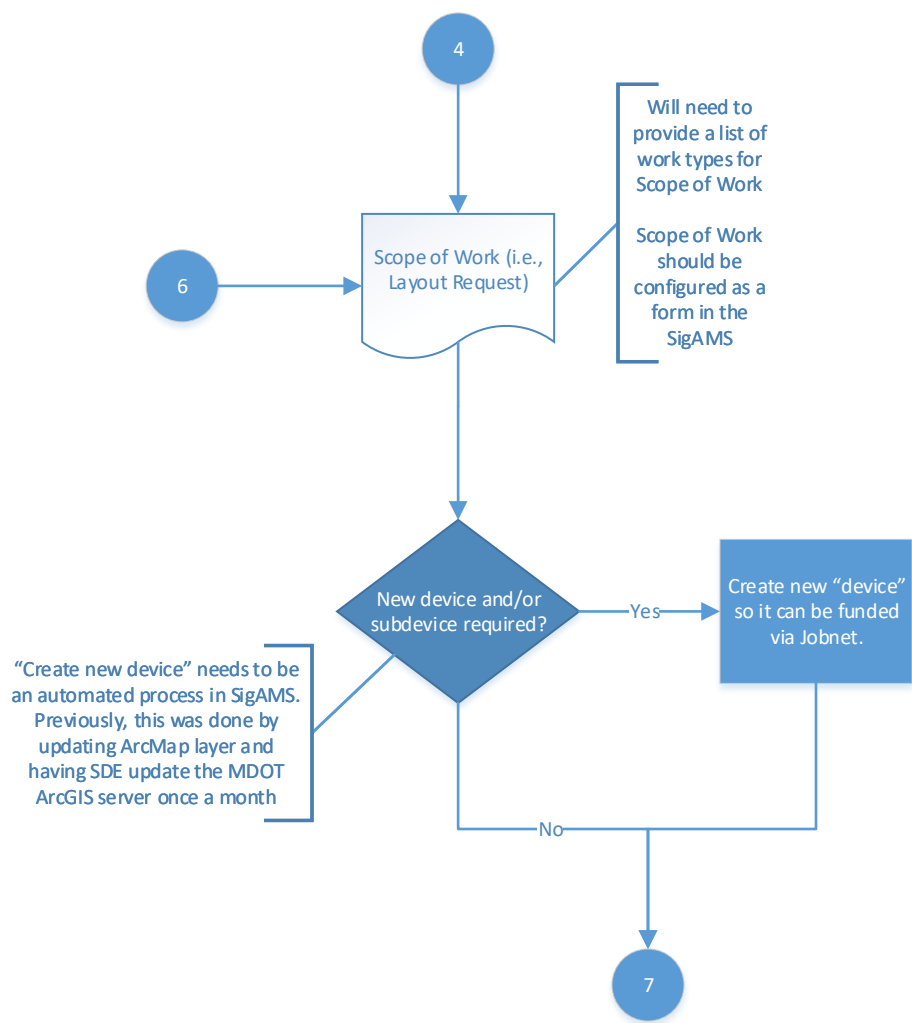 4
Will need to
provide a list of
work types for
Scope of Work
Scope of Work
should be
configured as a
form in the
SigAMS
Scope of Work (i.e.,
Layout Request)
6
New device and/or
subdevice required?
Yes
Create new “device”
so it can be funded
via Jobnet.
“Create new device” needs to be
an automated process in SigAMS.
Previously, this was done by
updating ArcMap layer and
having SDE update the MDOT
ArcGIS server once a month
No
7